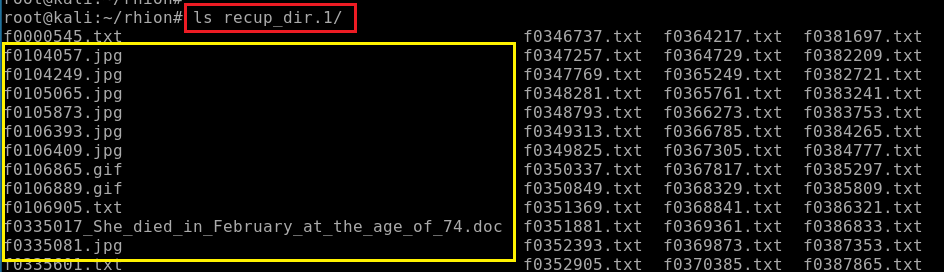 root@kali:~/rhion#
root@kali:~/rhion# ls recup_dir.1/
f0000545.txt f0346737.txt f0364217.txt f0381697.txt
f0104057.jpg f0347257.txt f0364729.txt f0382209.txt
f0104249.jpg f0347769.txt f0365249.txt f0382721.txt
f0105065.jpg f0348281.txt f0365761.txt f0383241.txt
f0105873.jpg f0348793.txt f0366273.txt f0383753.txt
f0106393.jpg f0349313.txt f0366785.txt f0384265.txt
f0106409.jpg f0349825.txt f0367305.txt f0384777.txt
f0106865.gif f0350337.txt f0367817.txt f0385297.txt
f0106889.gif f0350849.txt f0368329.txt f0385809.txt
f0106905.txt f0351369.txt f0368841.txt f0386321.txt
f0335017_She_died_in_February_at_the_age_of_74.doc f0351881.txt f0369361.txt f0386833.txt
f0335081.jpg f0352393.txt f0369873.txt f0387353.txt
f0335601.txt f0352905.txt f0370385.txt f0387865.txt